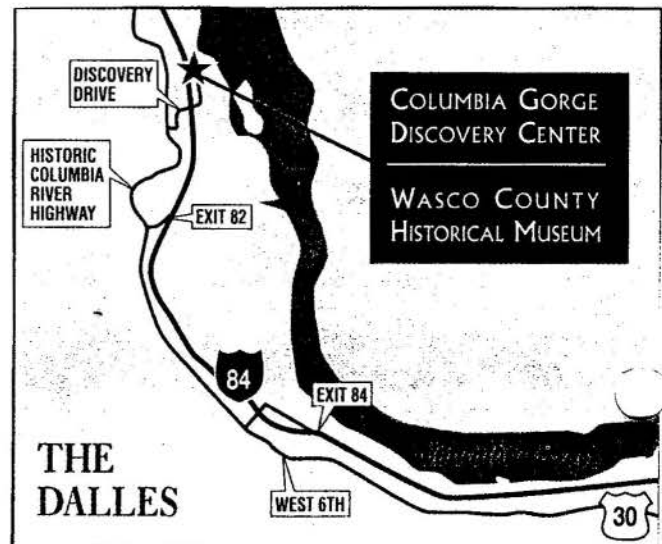 DISCOVERY
DRIVE
COLUMBIA GORGE
DISCOVERY CENTER
WASCO COUNTY
HISTORICAL MUSEUM
HISTORIC
COLUMBIA
RIVER
HIGHWAY
EXIT 82
84
EXIT 84
THE
DALLES
WEST 6TH
30